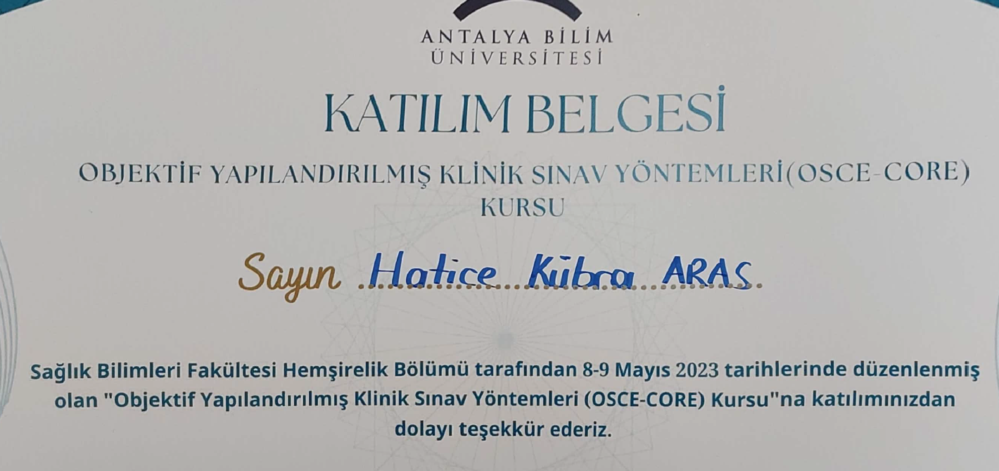 ANTALYA BİLİM
ÜNİVERSİTESİ
KATILIM BELGESİ
OBJEKTİF YAPILANDIRILMIŞ KLİNİK SINAV YÖNTEMLERİ(OSCE-CORE)
KURSU
Sayın Hatice Kübra ARAS
Sağlık Bilimleri Fakültesi Hemşirelik Bölümü tarafından 8-9 Mayıs 2023 tarihlerinde düzenlenmiş
olan "Objektif Yapılandırılmış Klinik Sınav Yöntemleri (OSCE-CORE) Kursu"na katılımınızdan
dolayı teşekkür ederiz.